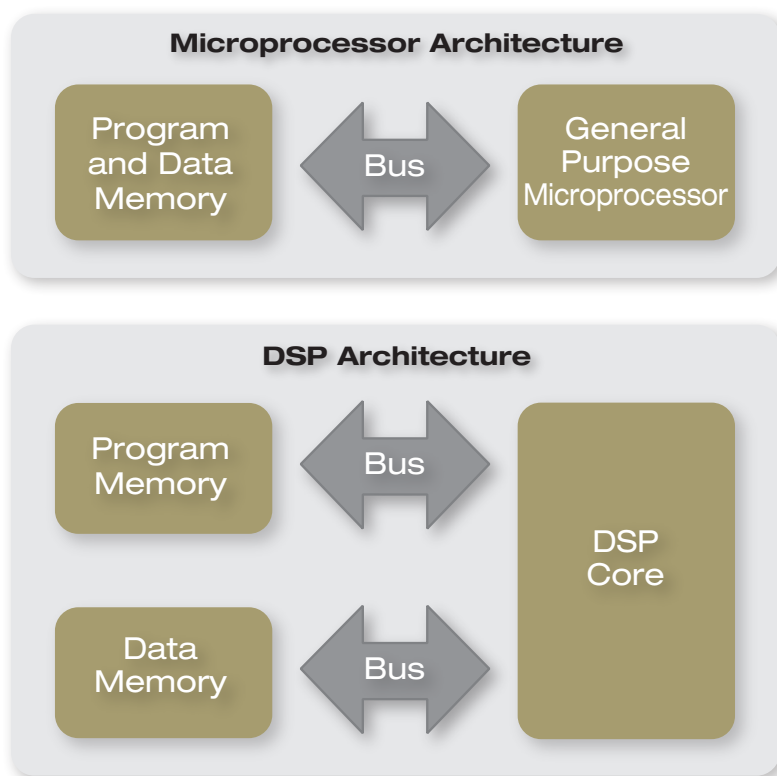 Microprocessor Architecture
Program
and Data
Memory
Bus
General
Purpose
Microprocessor
DSP Architecture
Program
Memory
Bus
DSP
Core
Data
Memory
Bus